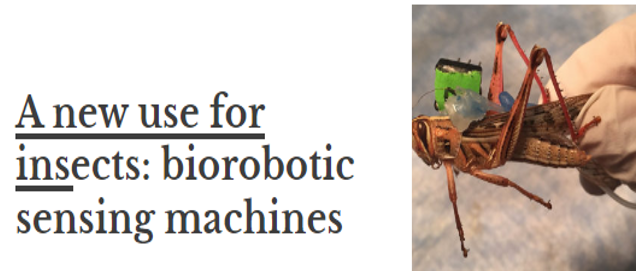 A new use for
insects: biorobotic
sensing machines